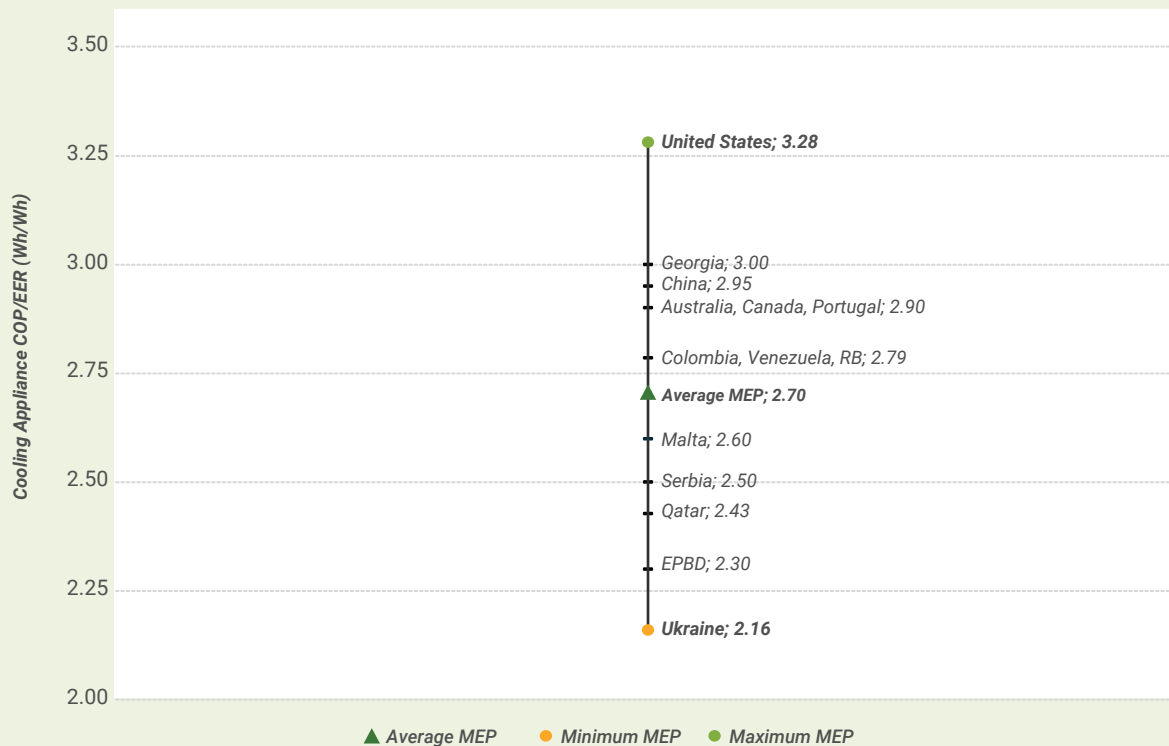 Cooling Appliance COP/EER (Wh/Wh)
3.50
3.25
3.00
2.75
2.50
2.25
2.00
United States; 3.28
Georgia; 3.00
China; 2.95
Australia, Canada, Portugal; 2.90
Colombia, Venezuela, RB; 2.79
Average MEP; 2.70
Malta; 2.60
Serbia; 2.50
Qatar; 2.43
EPBD; 2.30
Ukraine; 2.16
Average MEP
Minimum MEP
Maximum MEP